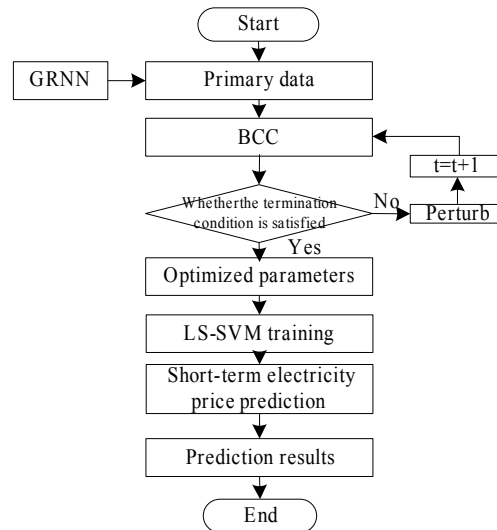 Start
GRNN
Primary data
BCC
t=t+1
Whetherthe termination
condition is satisfied
No
Perturb
Yes
Optimized parameters
LS-SVM training
Short-term electricity
price prediction
Prediction results
End